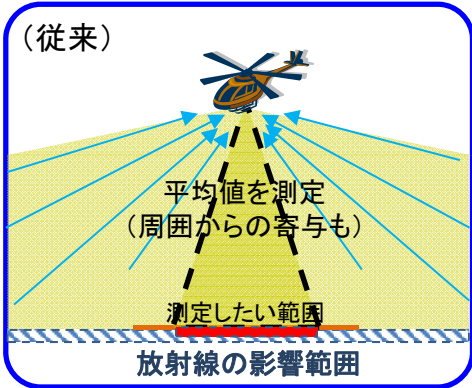 （従来）
平均値を測定
（周囲からの寄与も）
測定したい範囲
放射線の影響範囲